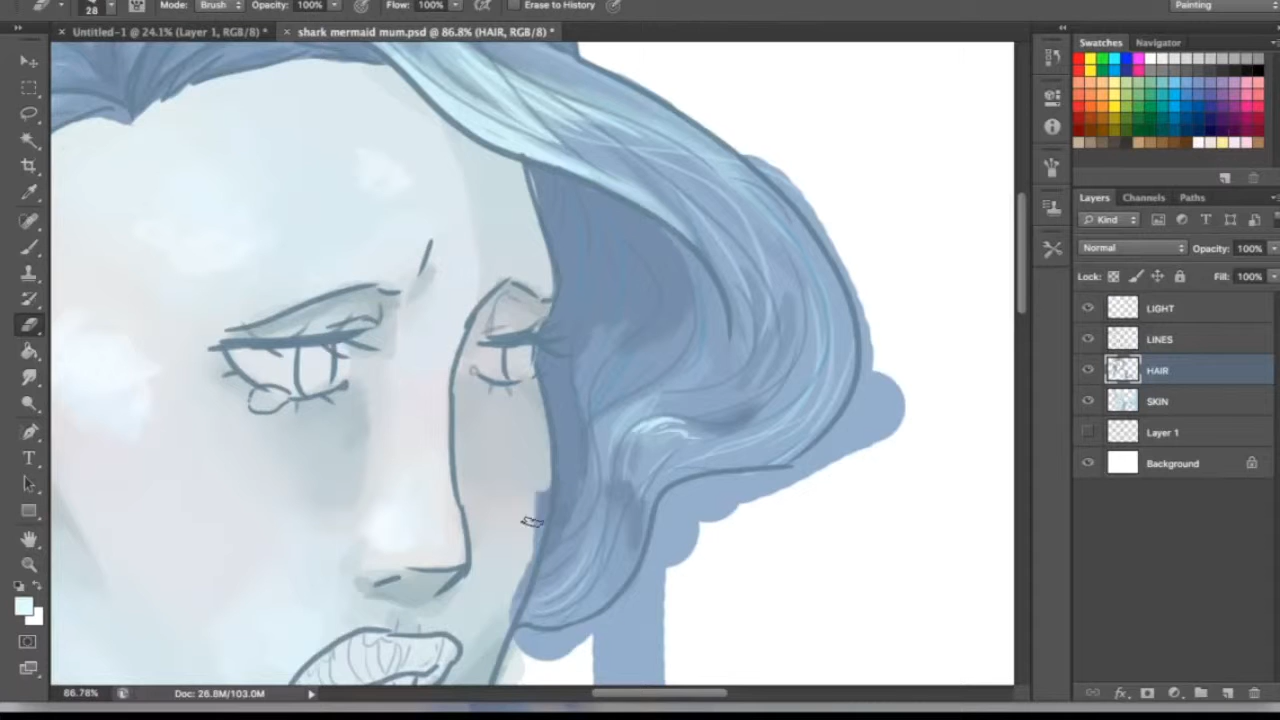 28 Mode: Brush Opacity: 100% Flow: 100% Erase to History Painting
Untitled-1 @ 24.1% (Layer 1, RGB/8) * shark mermaid mum.psd @ 86.8% (HAIR, RGB/8) *
Swatches Navigator
Layers Channels Paths
Kind
Normal Opacity: 100%
Lock: Fill: 100%
LIGHT
LINES
HAIR
SKIN
Layer 1
Background
86.78% Doc: 26.8M/103.0M